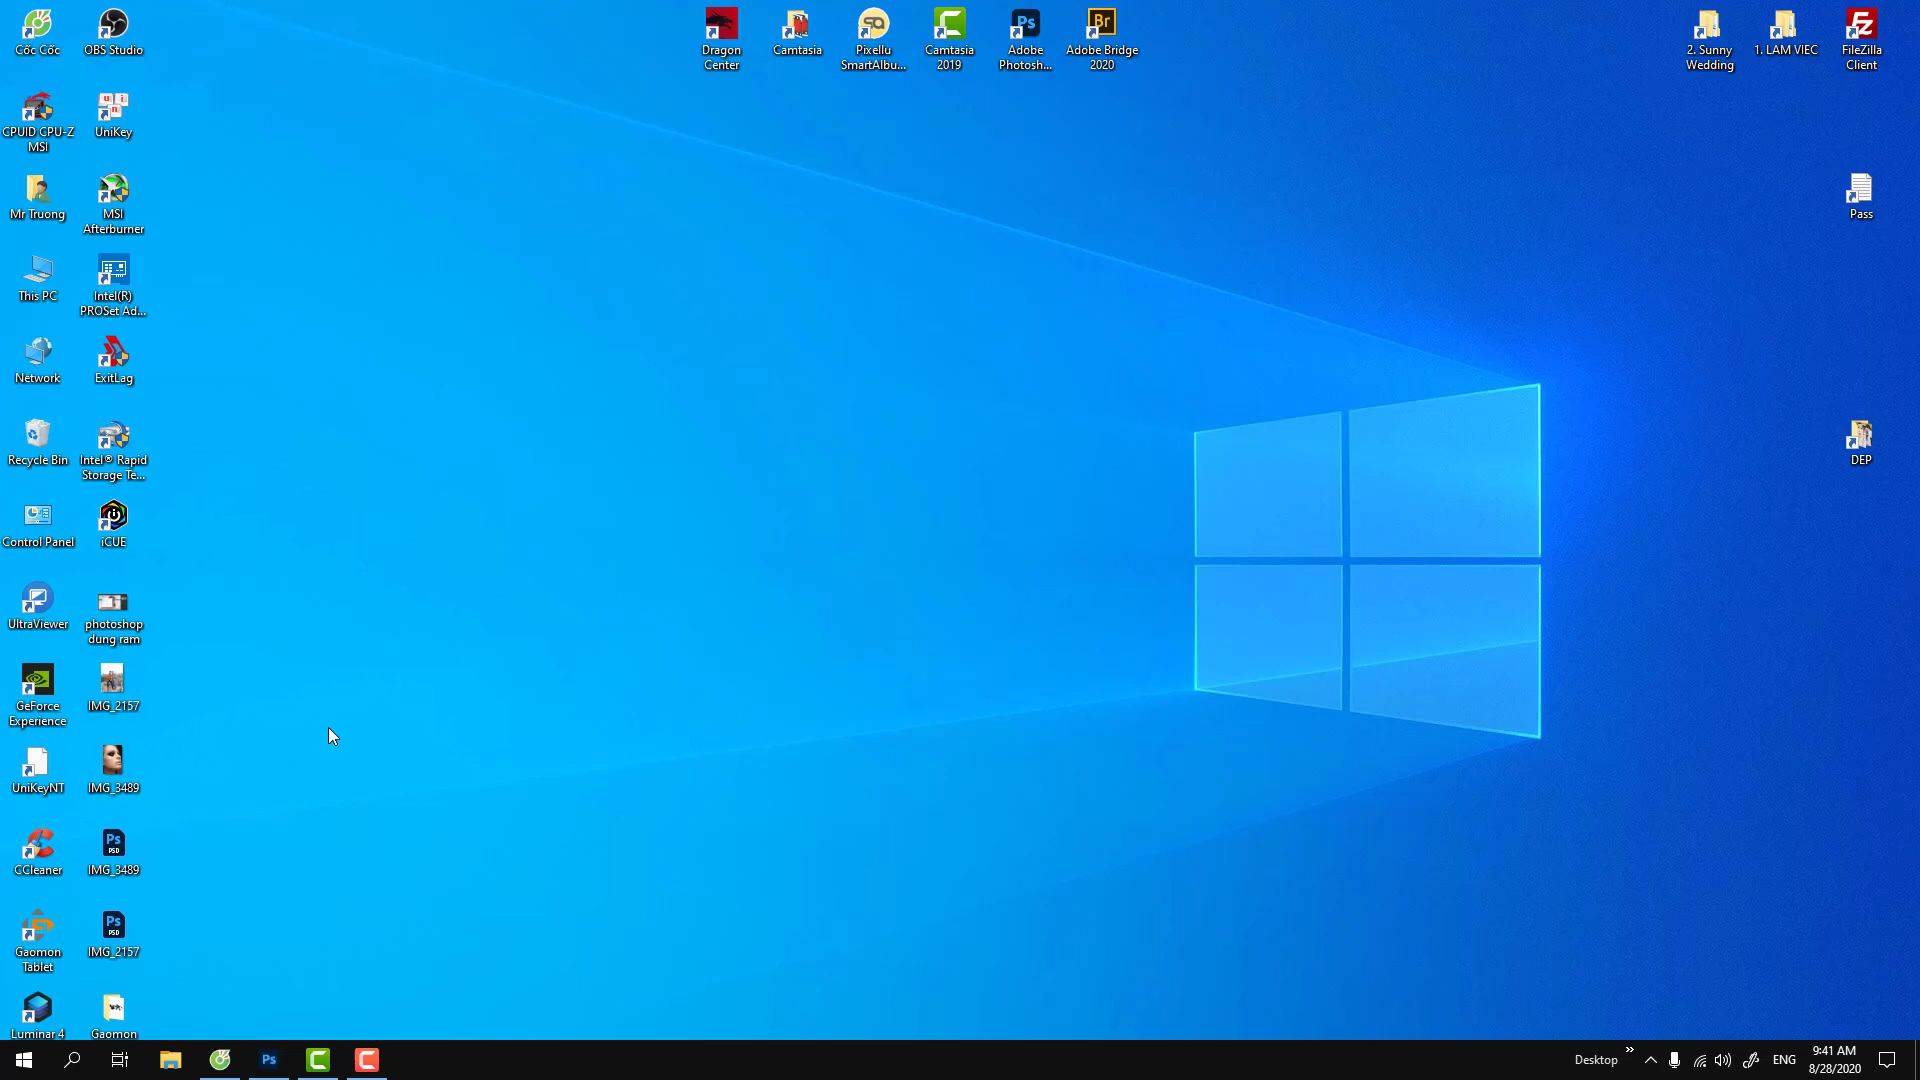 Cốc Cốc
OBS Studio
Dragon
Center
Camtasia
Pixellu
SmartAlbu...
Camtasia
2019
Adobe
Photosh...
Adobe Bridge
2020
2. Sunny
Wedding
1. LAM VIEC
FileZilla
Client
CPUID CPU-Z
MSI
UniKey
Mr Truong
MSI
Afterburner
Pass
This PC
Intel(R)
PROSet Ad...
Network
ExitLag
Recycle Bin
Intel® Rapid
Storage Te...
DEP
Control Panel
iCUE
UltraViewer
photoshop
dung ram
GeForce
Experience
IMG_2157
UniKeyNT
IMG_3489
CCleaner
IMG_3489
Gaomon
Tablet
IMG_2157
Luminar 4
Gaomon
Desktop
ENG
9:41 AM
8/28/2020